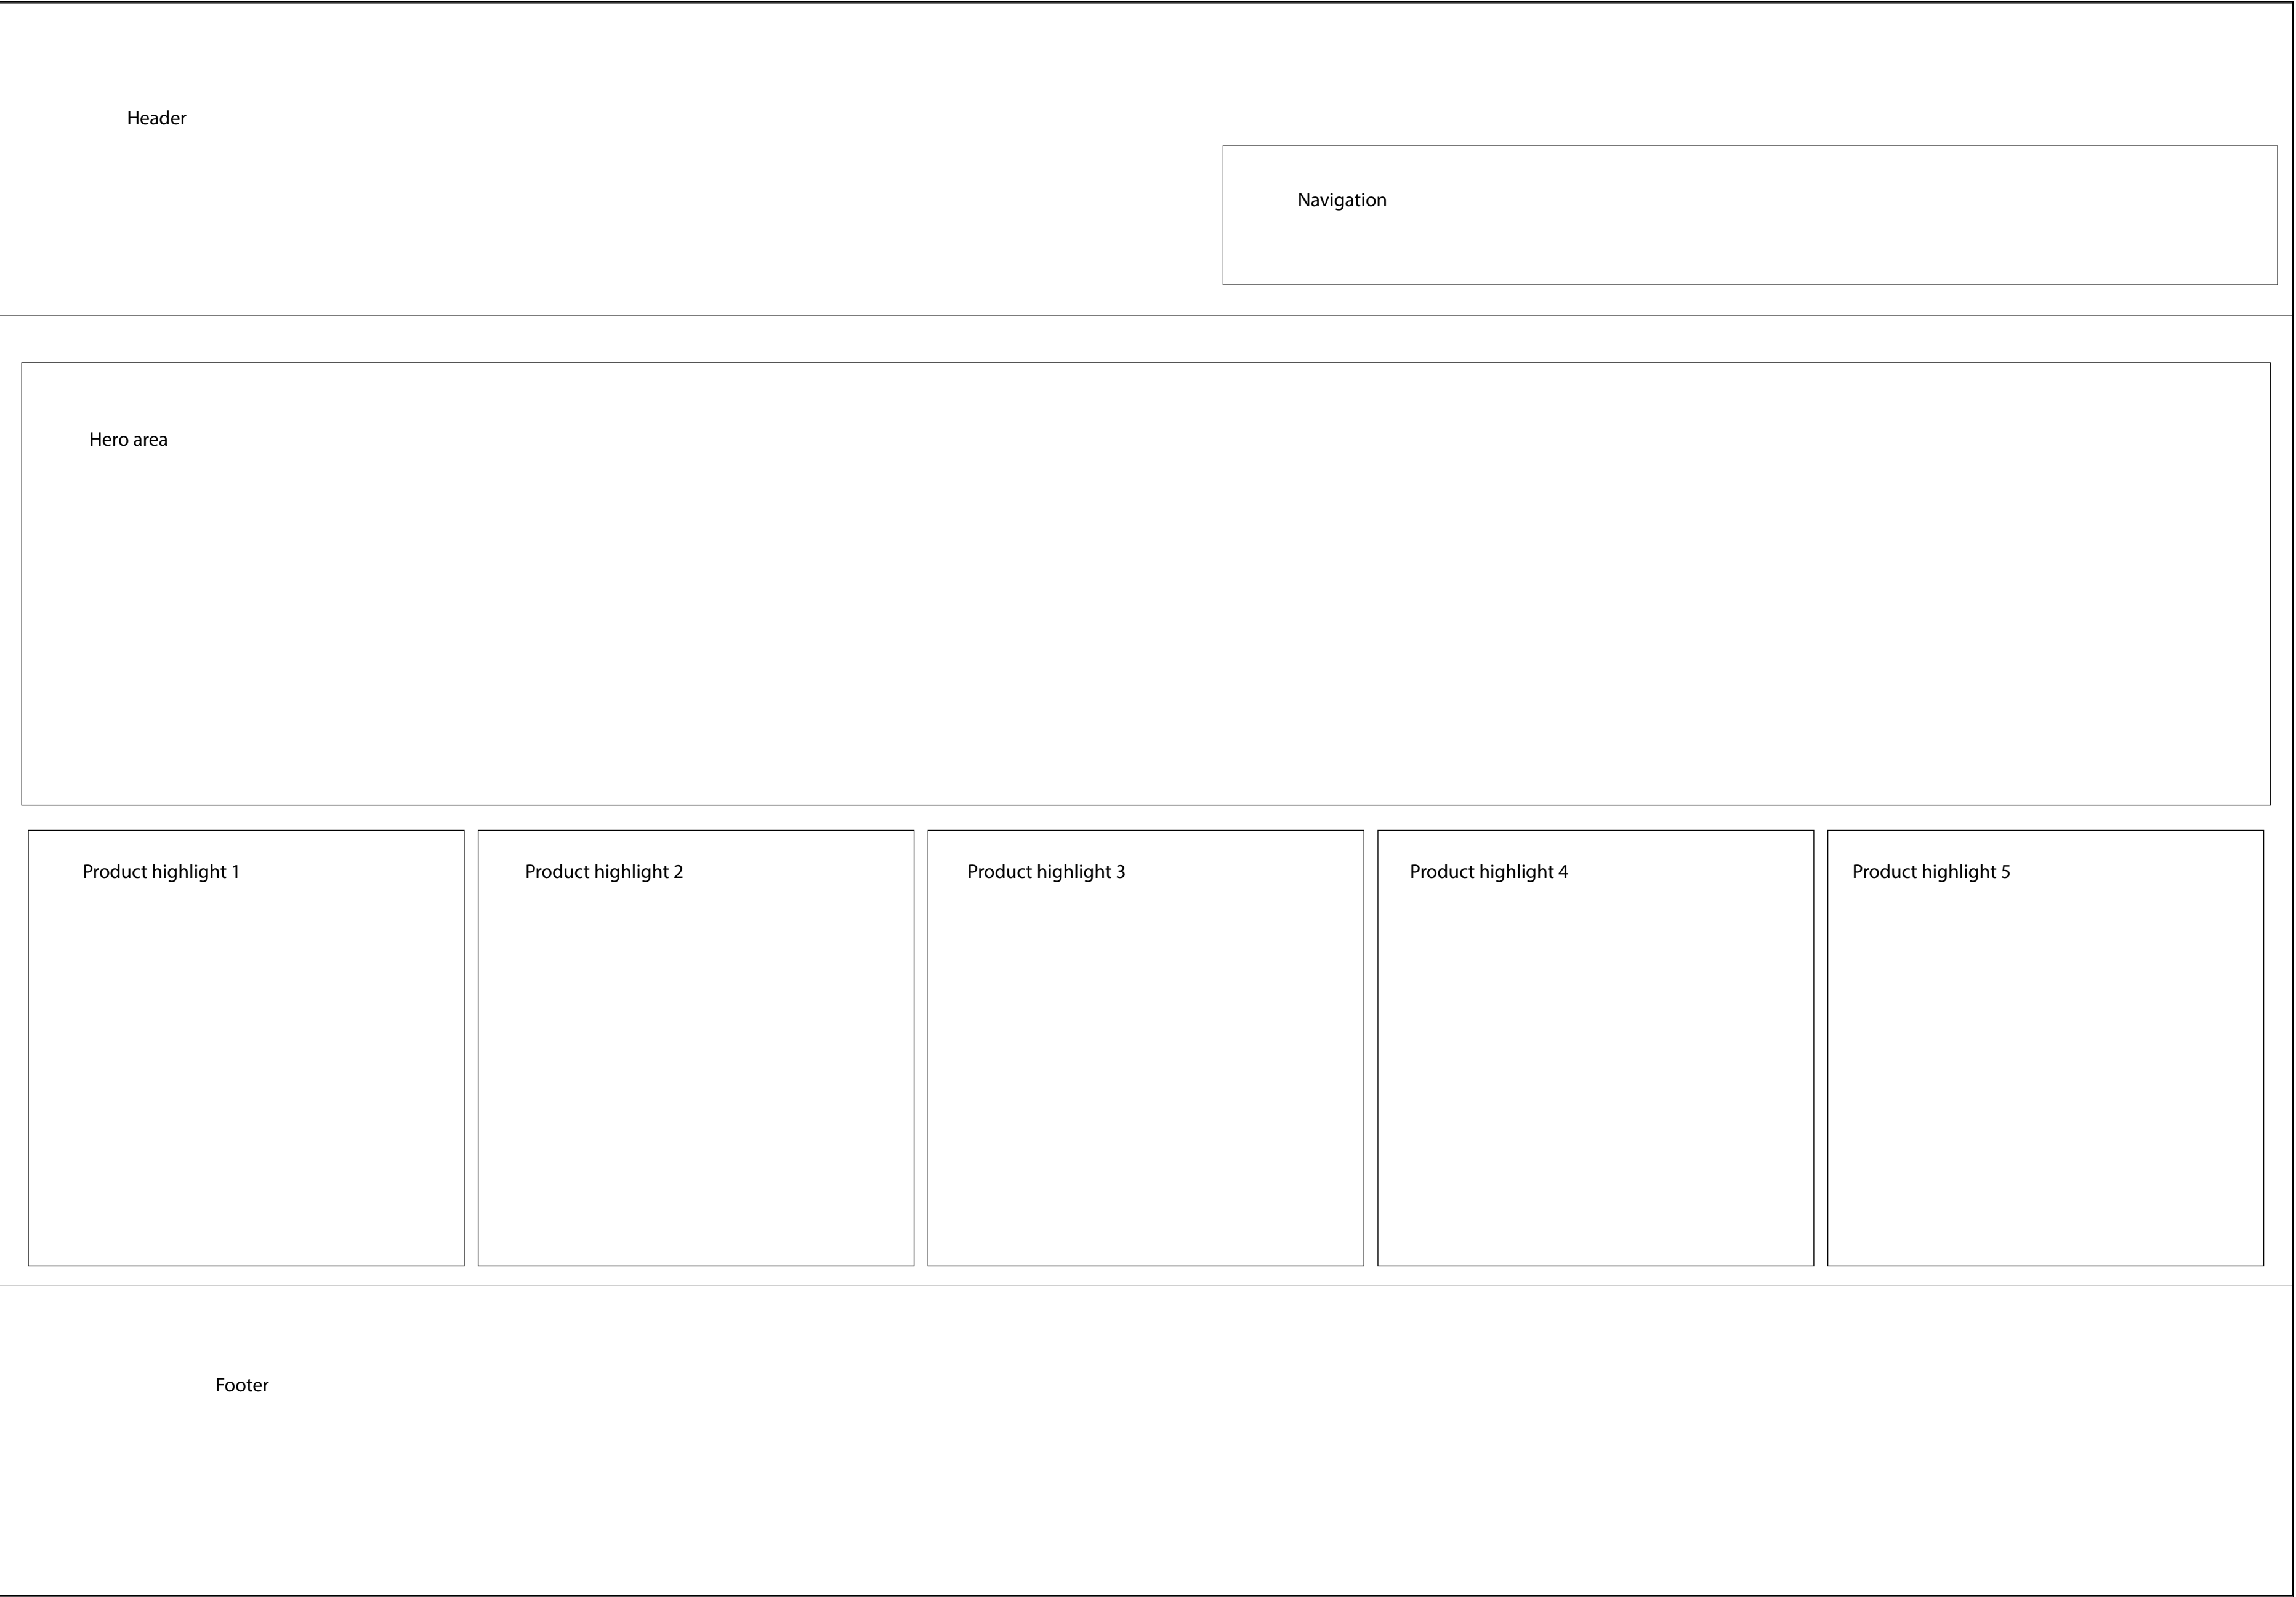 Header
Navigation
Hero area
Product highlight 1
Product highlight 2
Product highlight 3
Product highlight 4
Product highlight 5
Footer